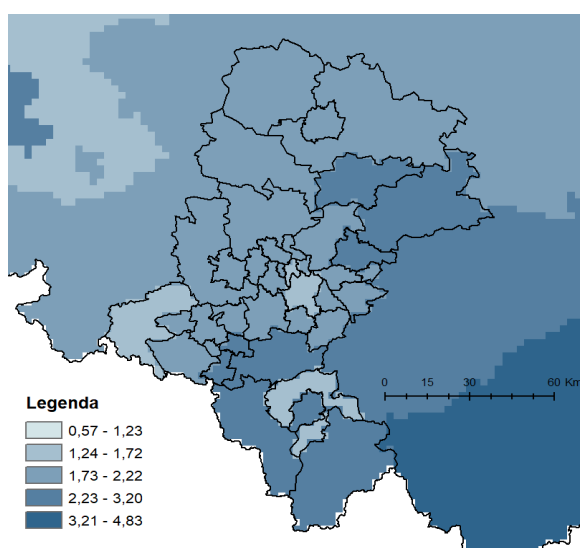 0 15 30 60 Km
Legenda
0,57 - 1,23
1,24 - 1,72
1,73 - 2,22
2,23 - 3,20
3,21 - 4,83